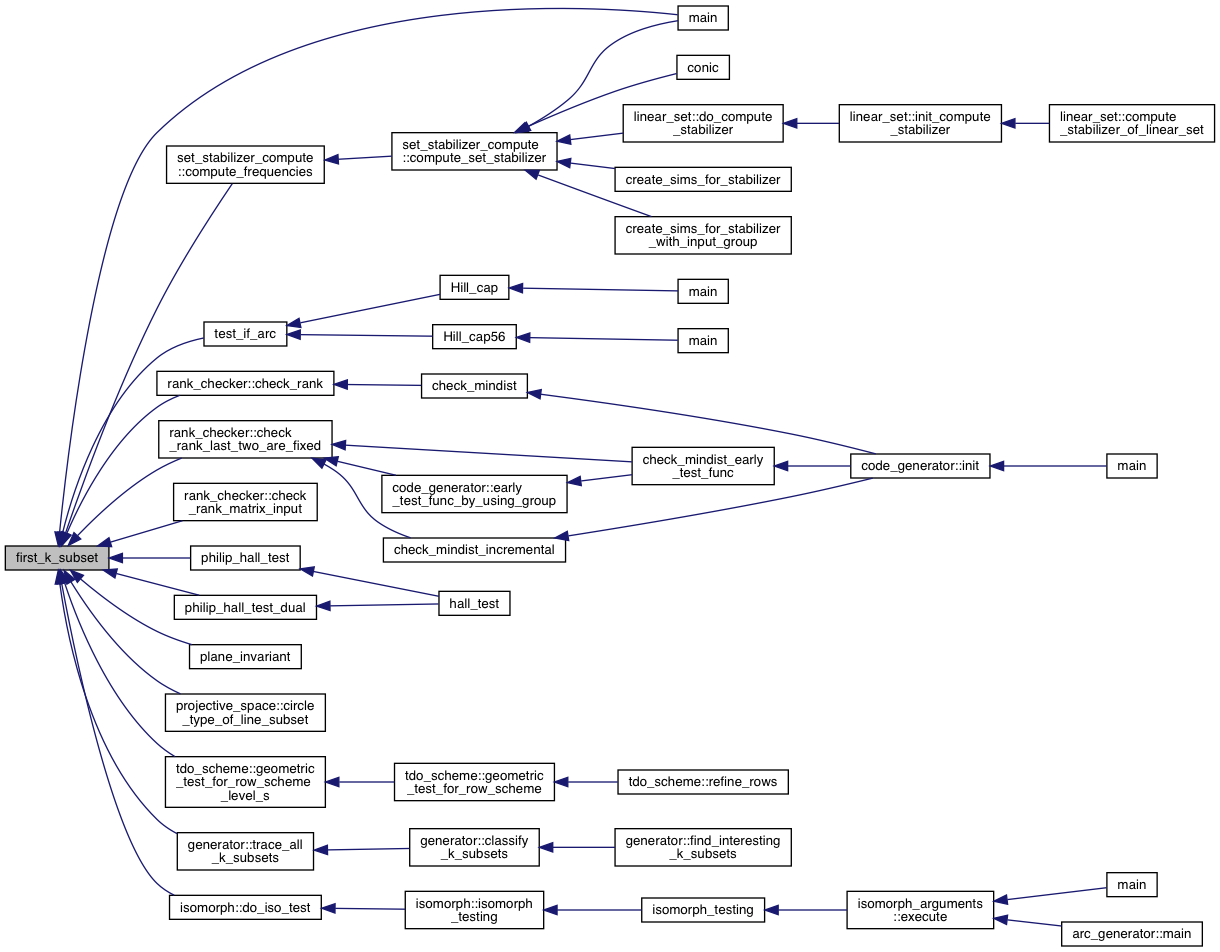 main
conic
linear_set::do_compute
_stabilizer
linear_set::init_compute
_stabilizer
linear_set::compute
_stabilizer_of_linear_set
set_stabilizer_compute
::compute_set_stabilizer
set_stabilizer_compute
::compute_frequencies
create_sims_for_stabilizer
create_sims_for_stabilizer
_with_input_group
Hill_cap
main
test_if_arc
Hill_cap56
main
rank_checker::check_rank
check_mindist
rank_checker::check
_rank_last_two_are_fixed
check_mindist_early
_test_func
code_generator::init
main
code_generator::early
_test_func_by_using_group
rank_checker::check
_rank_matrix_input
check_mindist_incremental
first_k_subset
philip_hall_test
philip_hall_test_dual
hall_test
plane_invariant
projective_space::circle
_type_of_line_subset
tdo_scheme::geometric
_test_for_row_scheme
_level_s
tdo_scheme::geometric
_test_for_row_scheme
tdo_scheme::refine_rows
generator::trace_all
_k_subsets
generator::classify
_k_subsets
generator::find_interesting
_k_subsets
isomorph::do_iso_test
isomorph::isomorph
_testing
isomorph_testing
isomorph_arguments
::execute
main
arc_generator::main